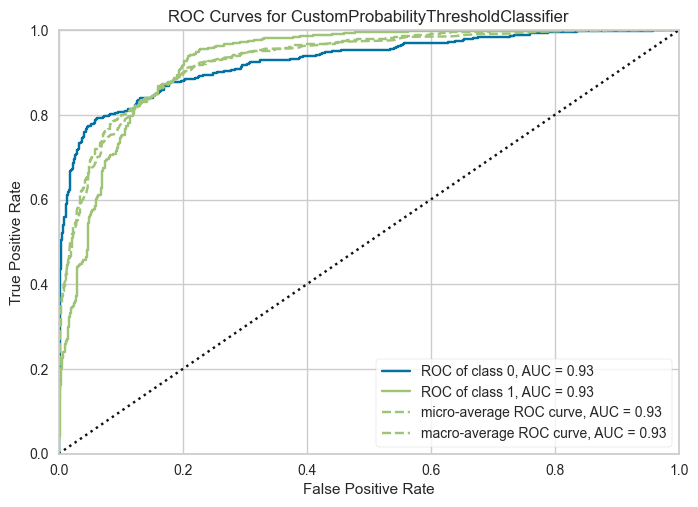 ROC Curves for CustomProbabilityThresholdClassifier
1.0
0.8
0.6
0.4
0.2
0.0
True Positive Rate
ROC of class 0, AUC = 0.93
ROC of class 1, AUC = 0.93
micro-average ROC curve, AUC = 0.93
macro-average ROC curve, AUC = 0.93
0.0 0.2 0.4 0.6 0.8 1.0
False Positive Rate